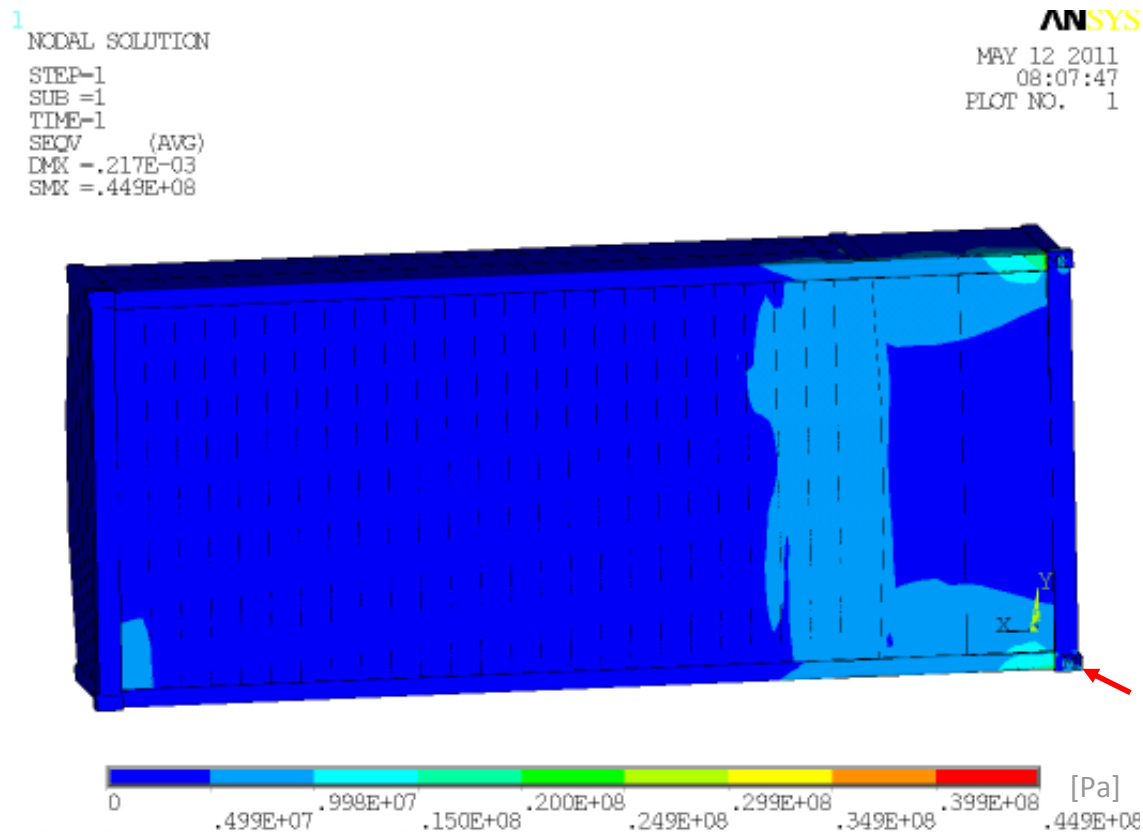 1
ANSYS
NODAL SOLUTION
MAY 12 2011
08:07:47
PLOT NO. 1
STEP=1
SUB =1
TIME=1
SEQV (AVG)
DMX =.217E-03
SMX =.449E+08
Y
X
[Pa]
0 .998E+07 .200E+08 .299E+08 .399E+08
.499E+07 .150E+08 .249E+08 .349E+08 .449E+08